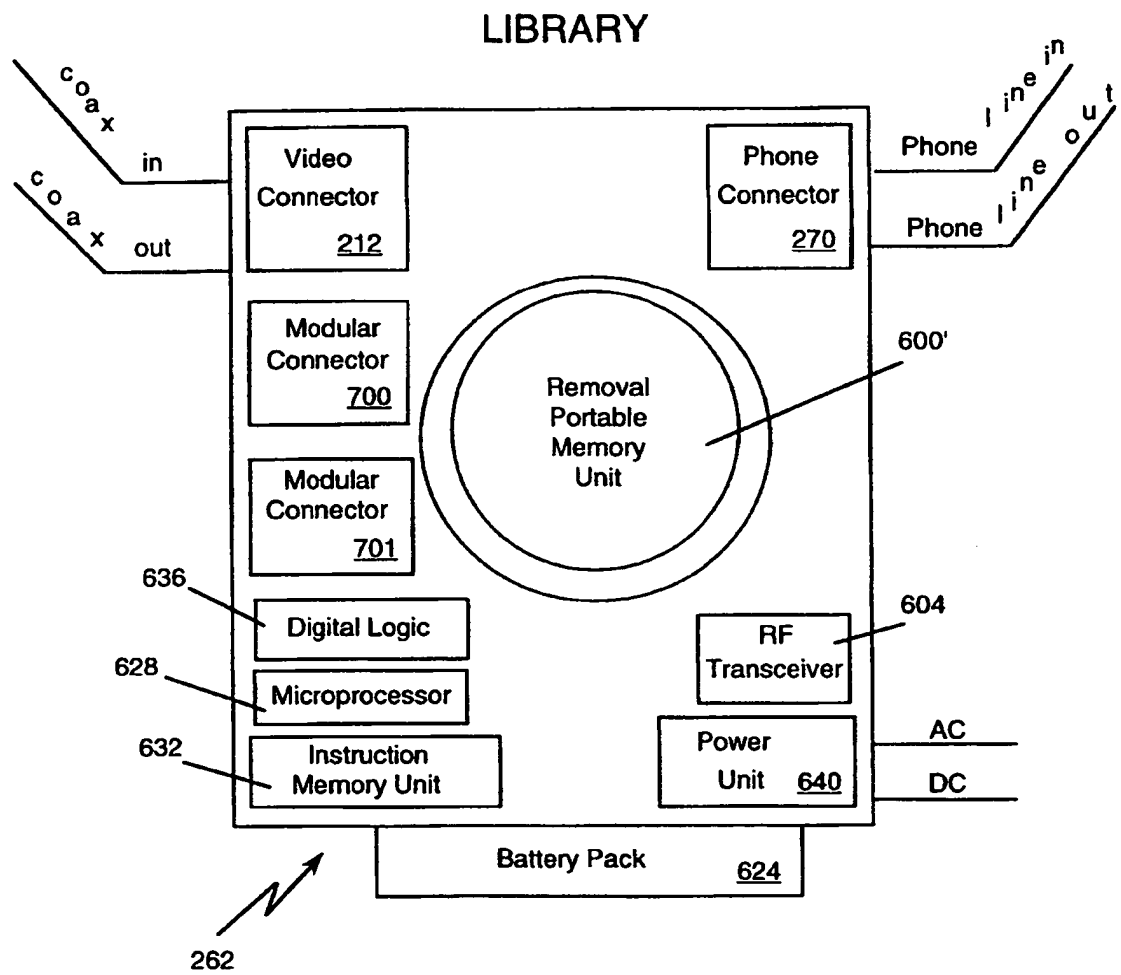 LIBRARY
coax
in
coax
out
Video
Connector
212
Phone
Connector
270
Phone line in
Phone line out
Modular
Connector
700
Removal
Portable
Memory
Unit
600'
Modular
Connector
701
636
Digital Logic
628
Microprocessor
632
Instruction
Memory Unit
RF
Transceiver
604
Power
Unit 640
AC
DC
Battery Pack 624
262